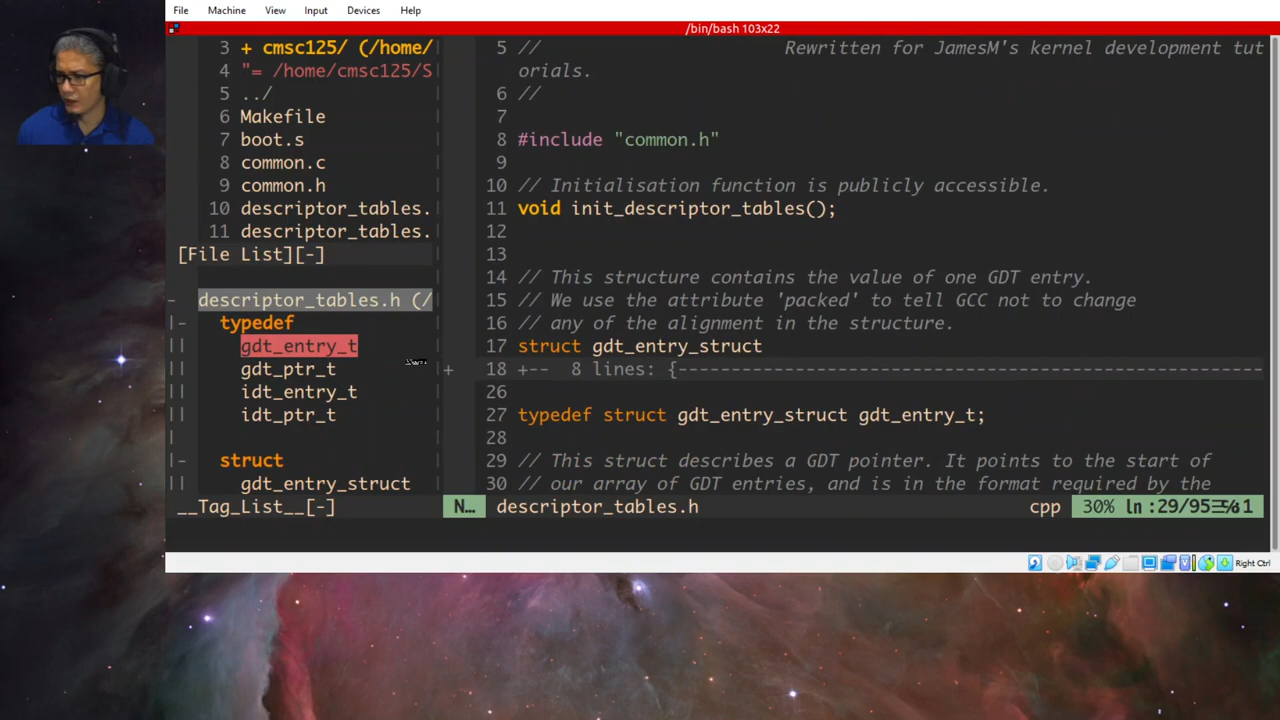 File Machine View Input Devices Help
/bin/bash 103x22
3 + cmsc125/ (/home/
4 "= /home/cmsc125/S
5 ../
6 Makefile
7 boot.s
8 common.c
9 common.h
10 descriptor_tables.
11 descriptor_tables.
[File List][-]
- descriptor_tables.h (/
|- typedef
|| gdt_entry_t
|| gdt_ptr_t
|| idt_entry_t
|| idt_ptr_t
|
|- struct
|| gdt_entry_struct
__Tag_List__[-]
5 // Rewritten for JamesM's kernel development tut
orials.
6 //
7
8 #include "common.h"
9
10 // Initialisation function is publicly accessible.
11 void init_descriptor_tables();
12
13
14 // This structure contains the value of one GDT entry.
15 // We use the attribute 'packed' to tell GCC not to change
16 // any of the alignment in the structure.
17 struct gdt_entry_struct
+ 18 +-- 8 lines: {-------------------------------------------------------
26
27 typedef struct gdt_entry_struct gdt_entry_t;
28
29 // This struct describes a GDT pointer. It points to the start of
30 // our array of GDT entries, and is in the format required by the
N… descriptor_tables.h cpp 30% ln :29/95
Right Ctrl